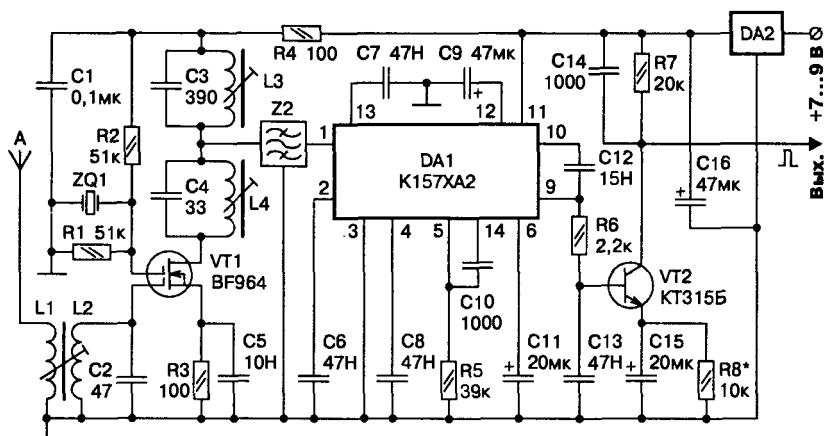 R4 100
C7 47Н
C9 47мк
C14
1000
R7
20к
DA2
+7...9 В
C1
0,1мк
C3
390
L3
13
12
11
+
R2
51к
Z2
1
10
A
DA1
К157ХА2
C12
15Н
C16
+
47мк
Вых.
ZQ1
C4
33
L4
2
9
R6
2,2к
R1 51к
3
4
5
14
6
VT1
BF964
VT2
КТ315Б
C10
1000
L1
L2
C2
47
R3
100
C5
10Н
C6
47Н
C8
47Н
R5
39к
+
C11
20мк
C13
47Н
+
C15
20мк
R8*
10к